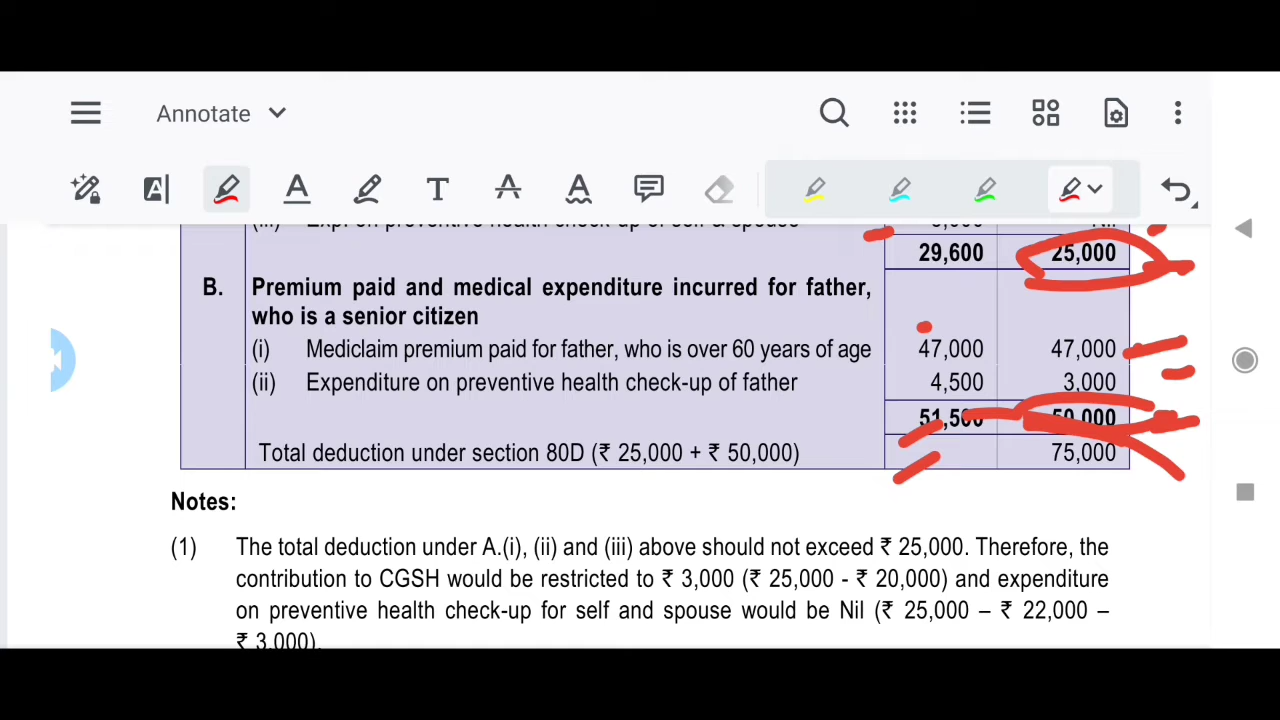 Annotate
A
A
T
A
A
29,600 25,000
B. Premium paid and medical expenditure incurred for father,
who is a senior citizen
(i) Mediclaim premium paid for father, who is over 60 years of age 47,000 47,000
(ii) Expenditure on preventive health check-up of father 4,500 3,000
51,500 50,000
Total deduction under section 80D (₹ 25,000 + ₹ 50,000) 75,000
Notes:
(1) The total deduction under A.(i), (ii) and (iii) above should not exceed ₹ 25,000. Therefore, the
contribution to CGSH would be restricted to ₹ 3,000 (₹ 25,000 - ₹ 20,000) and expenditure
on preventive health check-up for self and spouse would be Nil (₹ 25,000 – ₹ 22,000 –
₹ 3,000).